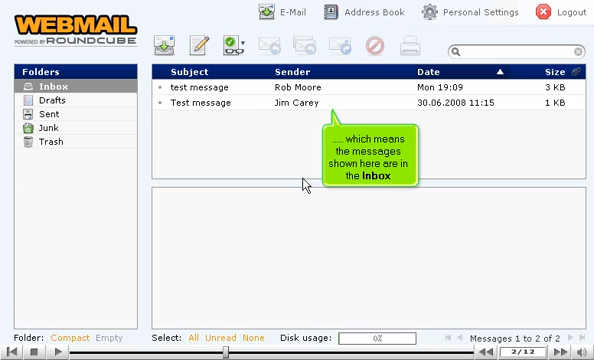 WEBMAIL
POWERED BY ROUNDCUBE
E-Mail
Address Book
Personal Settings
Logout
Folders
Inbox
Drafts
Sent
Junk
Trash
Subject Sender Date Size
test message Rob Moore Mon 19:09 3 KB
Test message Jim Carey 30.06.2008 11:15 1 KB
..... which means
the messages
shown here are in
the Inbox
Folder: Compact Empty
Select: All Unread None
Disk usage: 0%
Messages 1 to 2 of 2
2/12